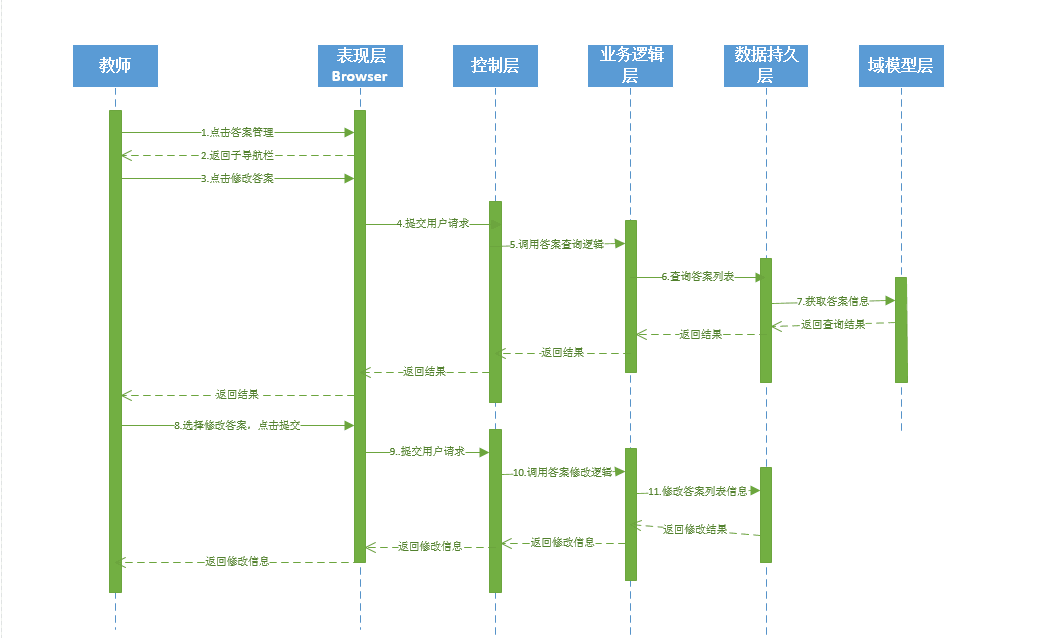 教师
表现层
Browser
控制层
业务逻辑
层
数据持久
层
域模型层
1.点击答案管理
2.返回子导航栏
3.点击修改答案
4.提交用户请求
5.调用答案查询逻辑
6.查询答案列表
7.获取答案信息
返回查询结果
返回结果
返回结果
返回结果
返回结果
8.选择修改答案，点击提交
9..提交用户请求
10.调用答案修改逻辑
11.修改答案列表信息
返回修改结果
返回修改信息
返回修改信息
返回修改信息